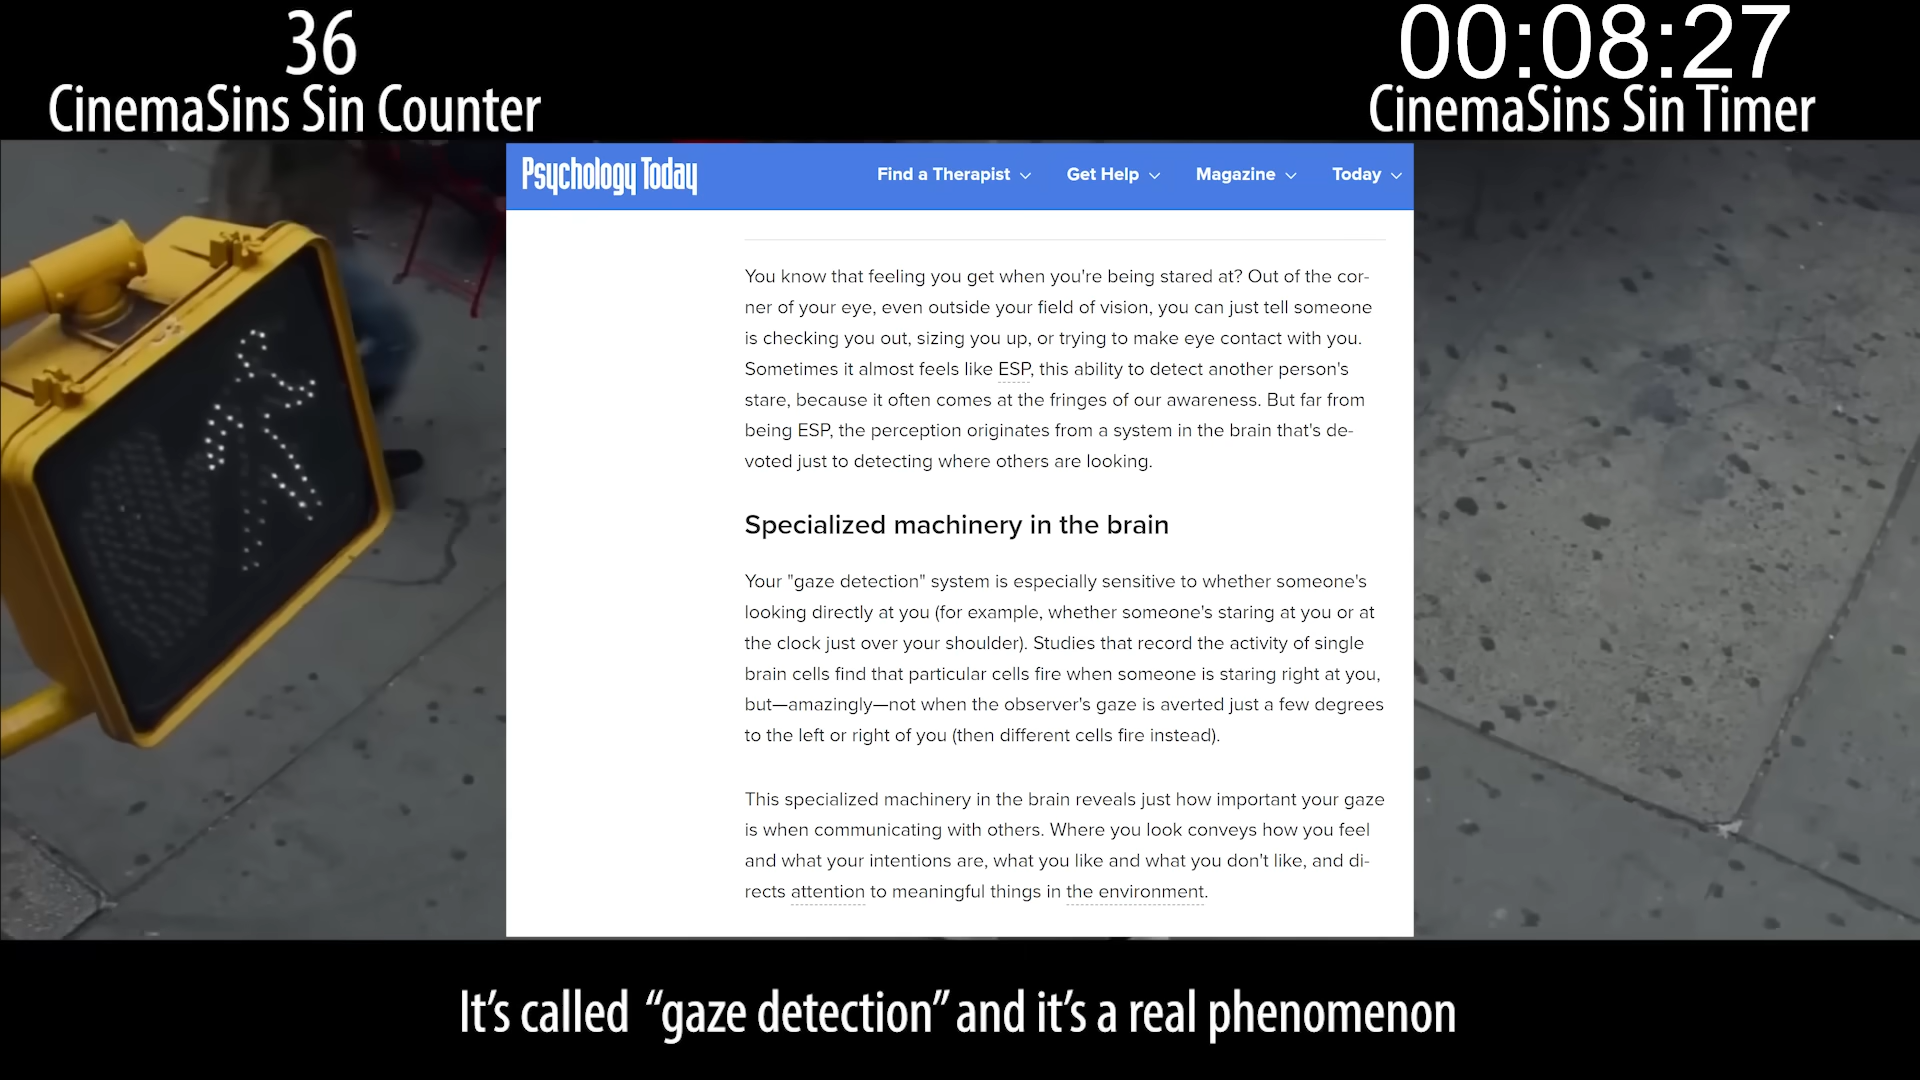 36
CinemaSins Sin Counter
00:08:27
CinemaSins Sin Timer
Psychology Today
Find a Therapist
Get Help
Magazine
Today
You know that feeling you get when you're being stared at? Out of the cor-
ner of your eye, even outside your field of vision, you can just tell someone
is checking you out, sizing you up, or trying to make eye contact with you.
Sometimes it almost feels like ESP, this ability to detect another person's
stare, because it often comes at the fringes of our awareness. But far from
being ESP, the perception originates from a system in the brain that's de-
voted just to detecting where others are looking.
Specialized machinery in the brain
Your "gaze detection" system is especially sensitive to whether someone's
looking directly at you (for example, whether someone's staring at you or at
the clock just over your shoulder). Studies that record the activity of single
brain cells find that particular cells fire when someone is staring right at you,
but—amazingly—not when the observer's gaze is averted just a few degrees
to the left or right of you (then different cells fire instead).
This specialized machinery in the brain reveals just how important your gaze
is when communicating with others. Where you look conveys how you feel
and what your intentions are, what you like and what you don't like, and di-
rects attention to meaningful things in the environment.
It's called “gaze detection” and it's a real phenomenon